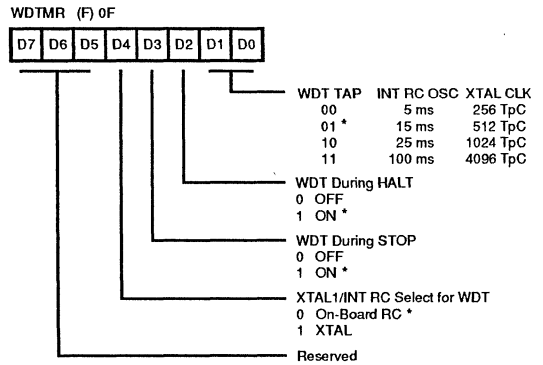 WDTMR (F) 0F
D7 D6 D5 D4 D3 D2 D1 D0
WDT TAP INT RC OSC XTAL CLK
00 5 ms 256 TpC
01 * 15 ms 512 TpC
10 25 ms 1024 TpC
11 100 ms 4096 TpC
WDT During HALT
0 OFF
1 ON *
WDT During STOP
0 OFF
1 ON *
XTAL1/INT RC Select for WDT
0 On-Board RC *
1 XTAL
Reserved